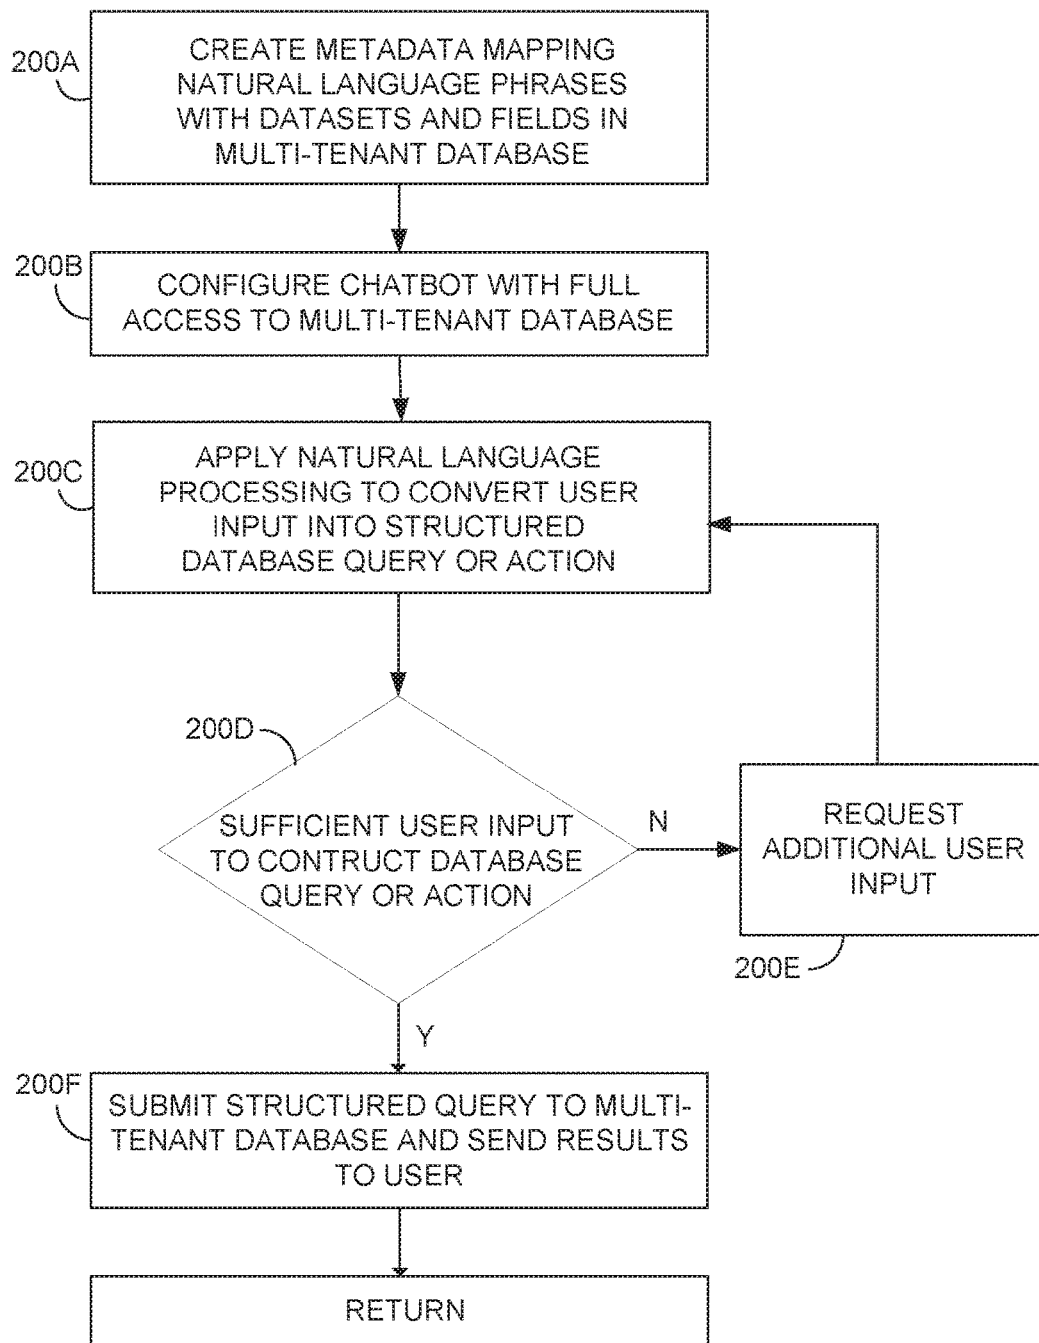 200A
CREATE METADATA MAPPING
NATURAL LANGUAGE PHRASES
WITH DATASETS AND FIELDS IN
MULTI-TENANT DATABASE
200B
CONFIGURE CHATBOT WITH FULL
ACCESS TO MULTI-TENANT DATABASE
200C
APPLY NATURAL LANGUAGE
PROCESSING TO CONVERT USER
INPUT INTO STRUCTURED
DATABASE QUERY OR ACTION
200D
SUFFICIENT USER INPUT
TO CONTRUCT DATABASE
QUERY OR ACTION
N
REQUEST
ADDITIONAL USER
INPUT
200E
Y
200F
SUBMIT STRUCTURED QUERY TO MULTI-
TENANT DATABASE AND SEND RESULTS
TO USER
RETURN